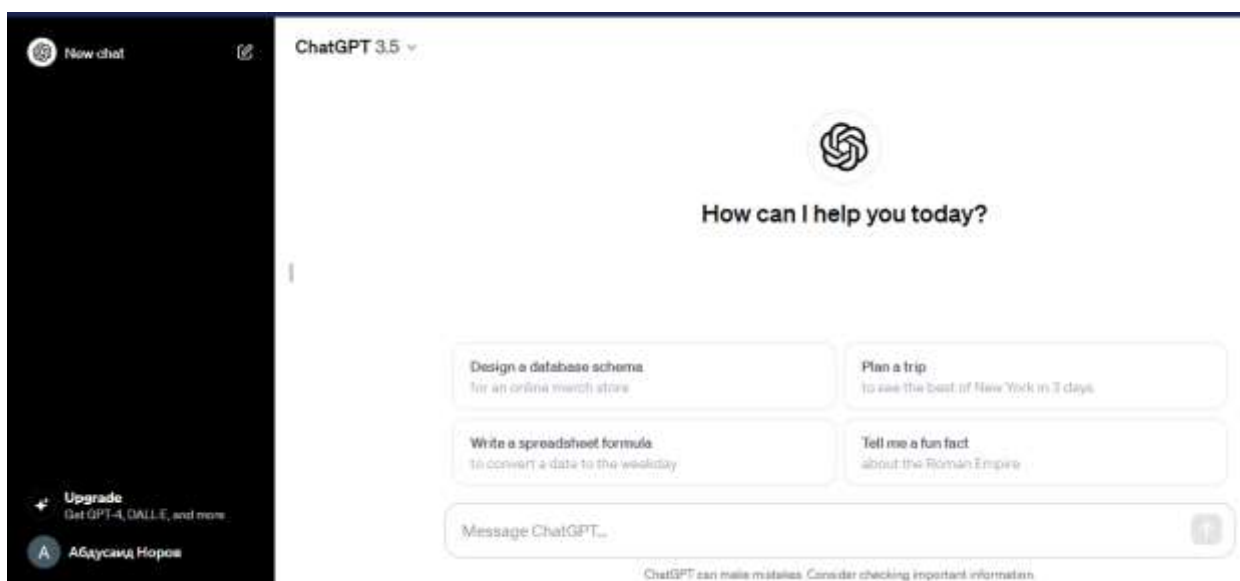 New chat
ChatGPT 3.5
How can I help you today?
Design a database schema
for an online merch store
Plan a trip
to see the best of New York in 3 days
Write a spreadsheet formula
to convert a date to the weekday
Tell me a fun fact
about the Roman Empire
Upgrade
Get GPT-4, DALL·E, and more
Message ChatGPT...
А Абдусаид Норов
ChatGPT can make mistakes. Consider checking important information.